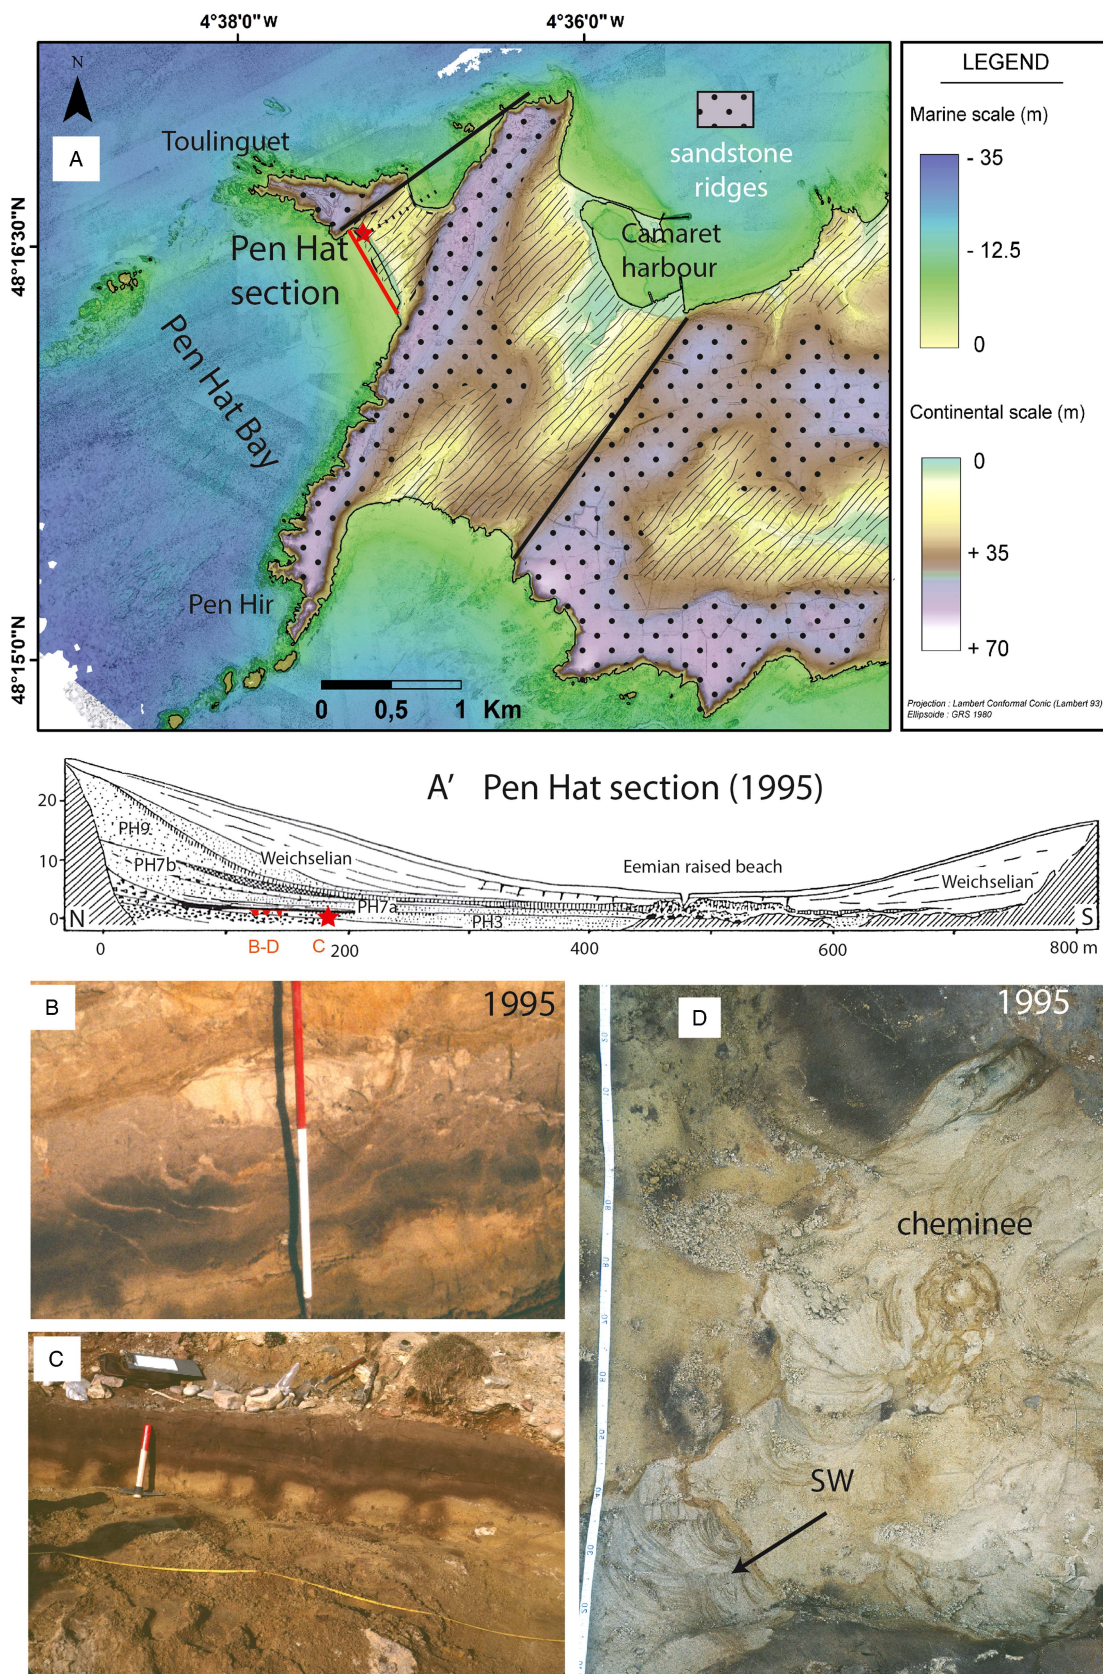 4°38'0"W
4°36'0"W
N
A
Toulinguet
sandstone
ridges
48°16'30"N
Pen Hat
section
Camaret
harbour
Pen Hat Bay
Pen Hir
48°15'0"N
0 0,5 1 Km
LEGEND
Marine scale (m)
- 35
- 12.5
0
Continental scale (m)
0
+ 35
+ 70
Projection : Lambert Conformal Conic (Lambert 93)
Ellipsoide : GRS 1980
A' Pen Hat section (1995)
20
10
0
PH9
PH7b
Weichselian
PH7a
PH3
Eemian raised beach
Weichselian
N
S
0
B-D
C
200
400
600
800 m
B
1995
C
D
1995
cheminee
SW